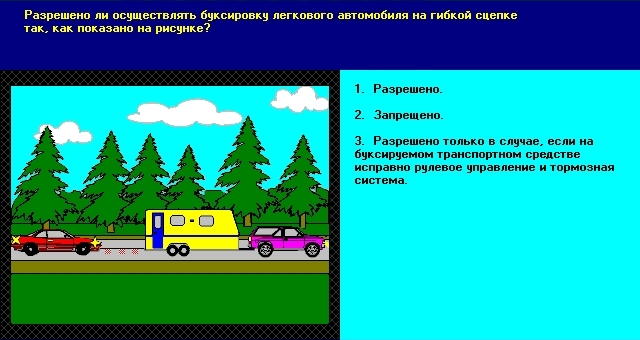 Разрешено ли осуществлять буксировку легкового автомобиля на гибкой сцепке
так, как показано на рисунке?
1. Разрешено.
2. Запрещено.
3. Разрешено только в случае, если на
буксируемом транспортном средстве
исправно рулевое управление и тормозная
система.